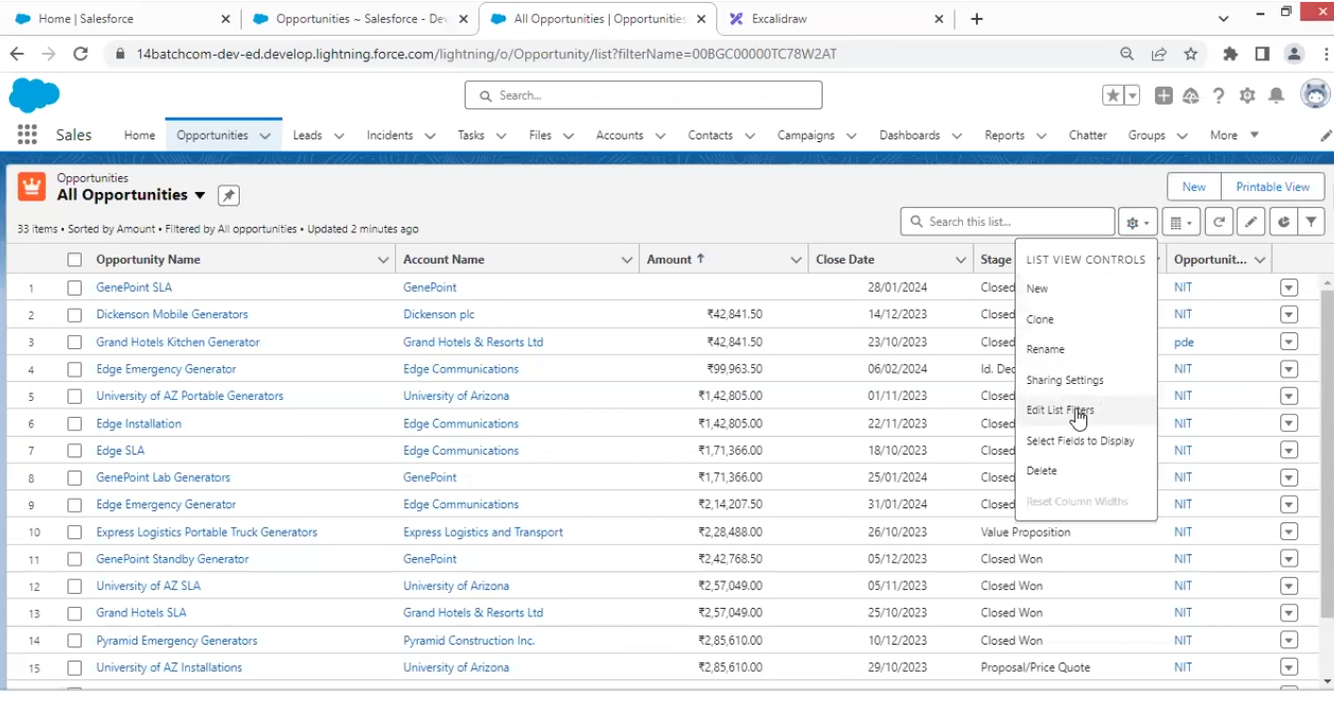 Home | Salesforce
Opportunities ~ Salesforce - Dev
All Opportunities | Opportunities
Excalidraw
14batchcom-dev-ed.develop.lightning.force.com/lightning/o/Opportunity/list?filterName=00BGC00000TC78W2AT
Search...
Sales Home Opportunities Leads Incidents Tasks Files Accounts Contacts Campaigns Dashboards Reports Chatter Groups More
Opportunities
All Opportunities
New Printable View
33 items • Sorted by Amount • Filtered by All opportunities • Updated 2 minutes ago
Search this list...
Opportunity Name Account Name Amount ↑ Close Date Stage Opportunit...
LIST VIEW CONTROLS
New
Clone
Rename
Sharing Settings
Edit List Filters
Select Fields to Display
Delete
Reset Column Widths
1 GenePoint SLA GenePoint 28/01/2024 Closed NIT
2 Dickenson Mobile Generators Dickenson plc ₹42,841.50 14/12/2023 Closed NIT
3 Grand Hotels Kitchen Generator Grand Hotels & Resorts Ltd ₹42,841.50 23/10/2023 Closed pde
4 Edge Emergency Generator Edge Communications ₹99,963.50 06/02/2024 Id. Dec NIT
5 University of AZ Portable Generators University of Arizona ₹1,42,805.00 01/11/2023 Closed NIT
6 Edge Installation Edge Communications ₹1,42,805.00 22/11/2023 Closed NIT
7 Edge SLA Edge Communications ₹1,71,366.00 18/10/2023 Closed NIT
8 GenePoint Lab Generators GenePoint ₹1,71,366.00 25/01/2024 Closed NIT
9 Edge Emergency Generator Edge Communications ₹2,14,207.50 31/01/2024 Closed NIT
10 Express Logistics Portable Truck Generators Express Logistics and Transport ₹2,28,488.00 26/10/2023 Value Proposition NIT
11 GenePoint Standby Generator GenePoint ₹2,42,768.50 05/12/2023 Closed Won NIT
12 University of AZ SLA University of Arizona ₹2,57,049.00 05/11/2023 Closed Won NIT
13 Grand Hotels SLA Grand Hotels & Resorts Ltd ₹2,57,049.00 25/10/2023 Closed Won NIT
14 Pyramid Emergency Generators Pyramid Construction Inc. ₹2,85,610.00 10/12/2023 Closed Won NIT
15 University of AZ Installations University of Arizona ₹2,85,610.00 29/10/2023 Proposal/Price Quote NIT